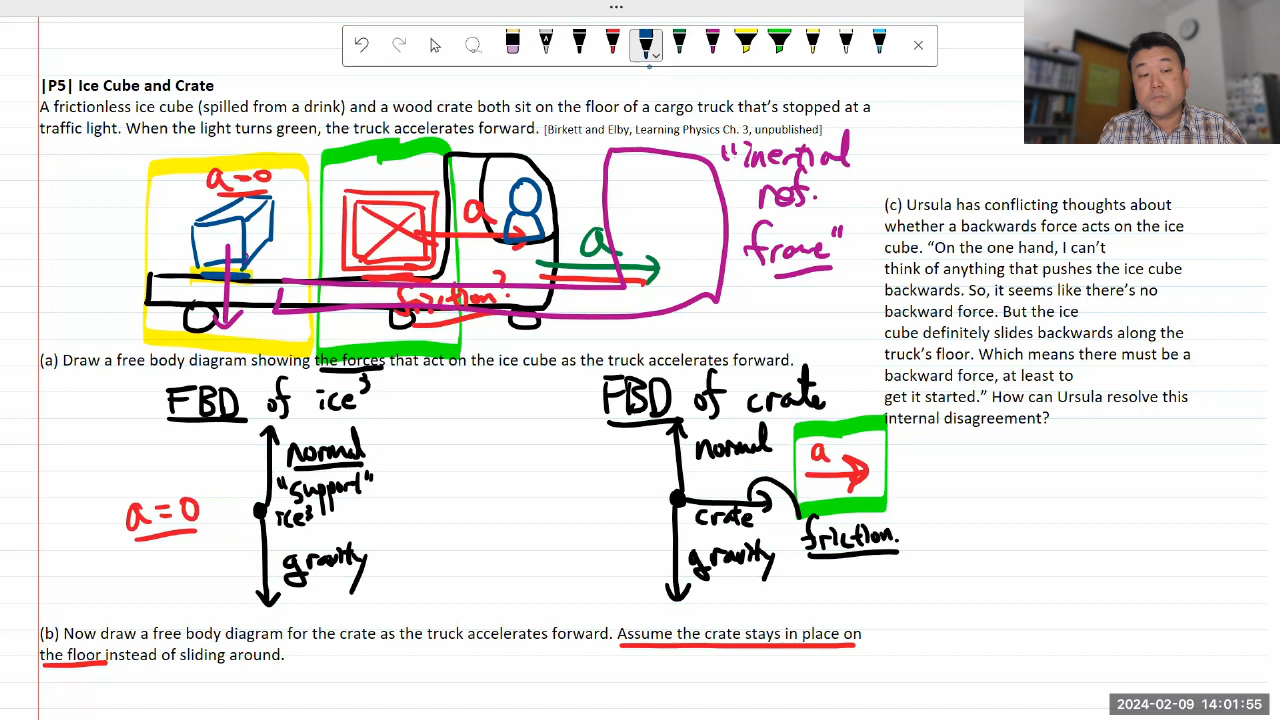 |P5| Ice Cube and Crate
A frictionless ice cube (spilled from a drink) and a wood crate both sit on the floor of a cargo truck that's stopped at a
traffic light. When the light turns green, the truck accelerates forward. [Birkett and Elby, Learning Physics Ch. 3, unpublished]
a=0
a
a
friction?
"inertial
ref.
frame"
(a) Draw a free body diagram showing the forces that act on the ice cube as the truck accelerates forward.
FBD of ice³
normal
"support"
ice³
a=0
gravity
FBD of crate
normal
a
crate
friction.
gravity
(b) Now draw a free body diagram for the crate as the truck accelerates forward. Assume the crate stays in place on
the floor instead of sliding around.
(c) Ursula has conflicting thoughts about
whether a backwards force acts on the ice
cube. "On the one hand, I can't
think of anything that pushes the ice cube
backwards. So, it seems like there's no
backward force. But the ice
cube definitely slides backwards along the
truck's floor. Which means there must be a
backward force, at least to
get it started." How can Ursula resolve this
internal disagreement?
2024-02-09 14:01:55